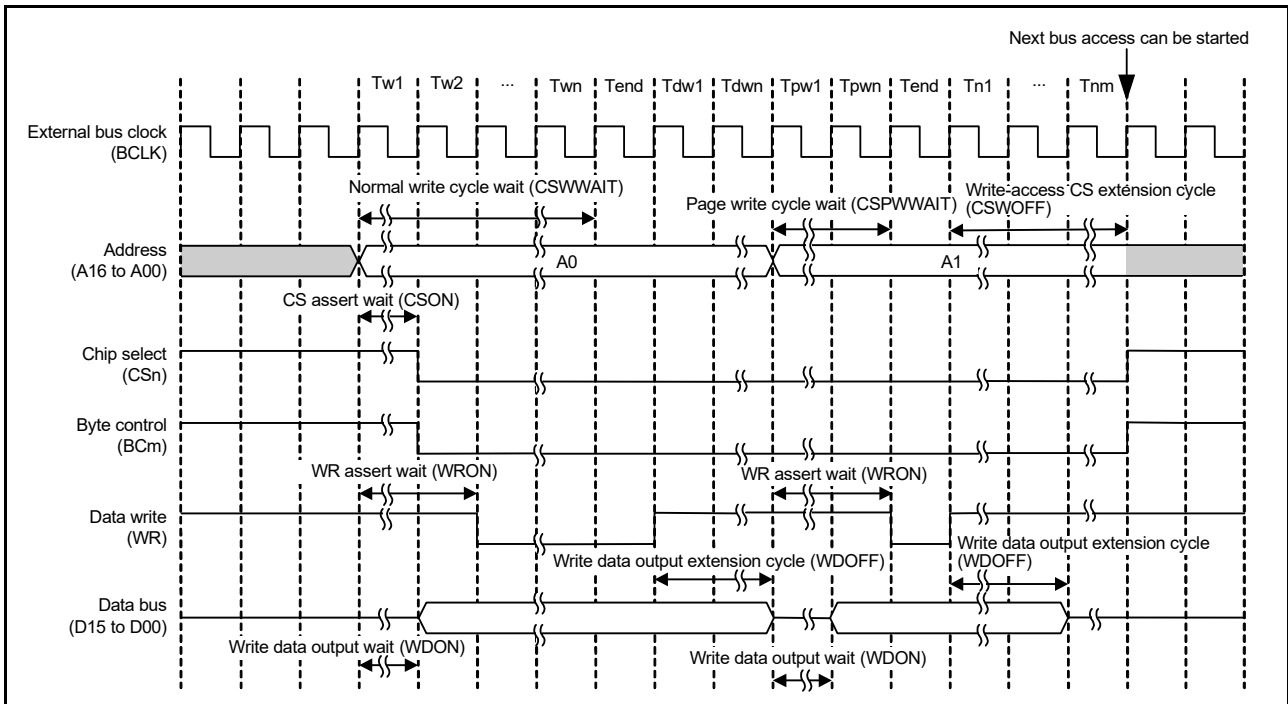 Next bus access can be started
Tw1 Tw2 ... Twn Tend Tdw1 Tdwn Tpw1 Tpwn Tend Tn1 ... Tnm
External bus clock
(BCLK)
Normal write cycle wait (CSWWAIT)
Page write cycle wait (CSPWWAIT)
Write-access CS extension cycle
(CSWOFF)
Address
(A16 to A00)
A0
A1
CS assert wait (CSON)
Chip select
(CSn)
Byte control
(BCm)
WR assert wait (WRON)
WR assert wait (WRON)
Data write
(WR)
Write data output extension cycle (WDOFF)
Write data output extension cycle
(WDOFF)
Data bus
(D15 to D00)
Write data output wait (WDON)
Write data output wait (WDON)